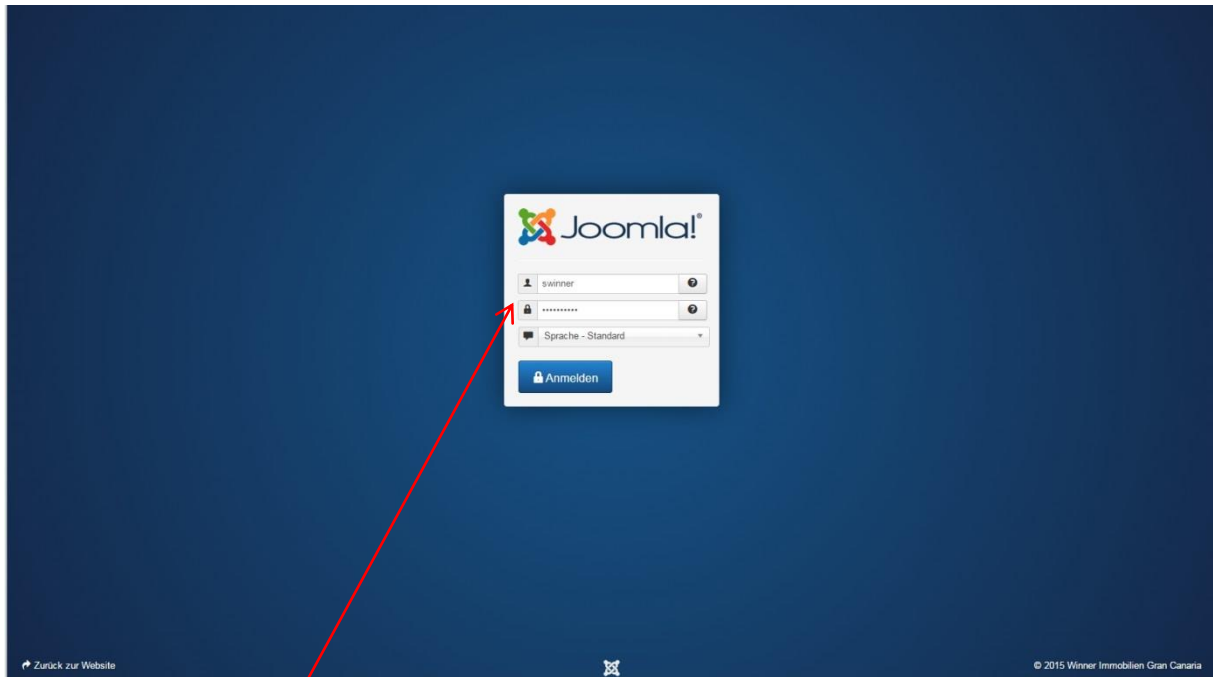 Joomla!®
swinner
••••••••••
Sprache - Standard
Anmelden
Zurück zur Website
© 2015 Winner Immobilien Gran Canaria